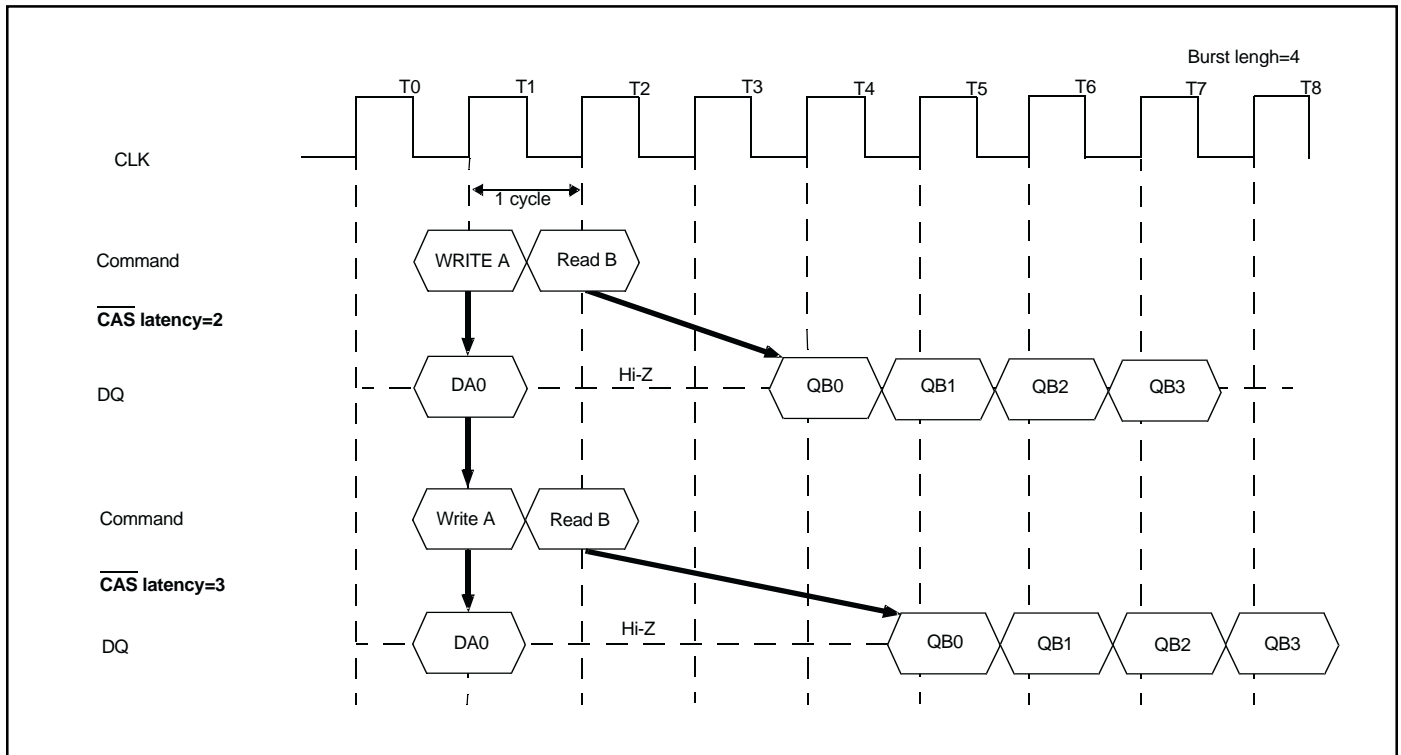 Burst lengh=4
T0 T1 T2 T3 T4 T5 T6 T7 T8
CLK
1 cycle
Command WRITE A Read B
CAS latency=2
DQ DA0 Hi-Z QB0 QB1 QB2 QB3
Command Write A Read B
CAS latency=3
DQ DA0 Hi-Z QB0 QB1 QB2 QB3